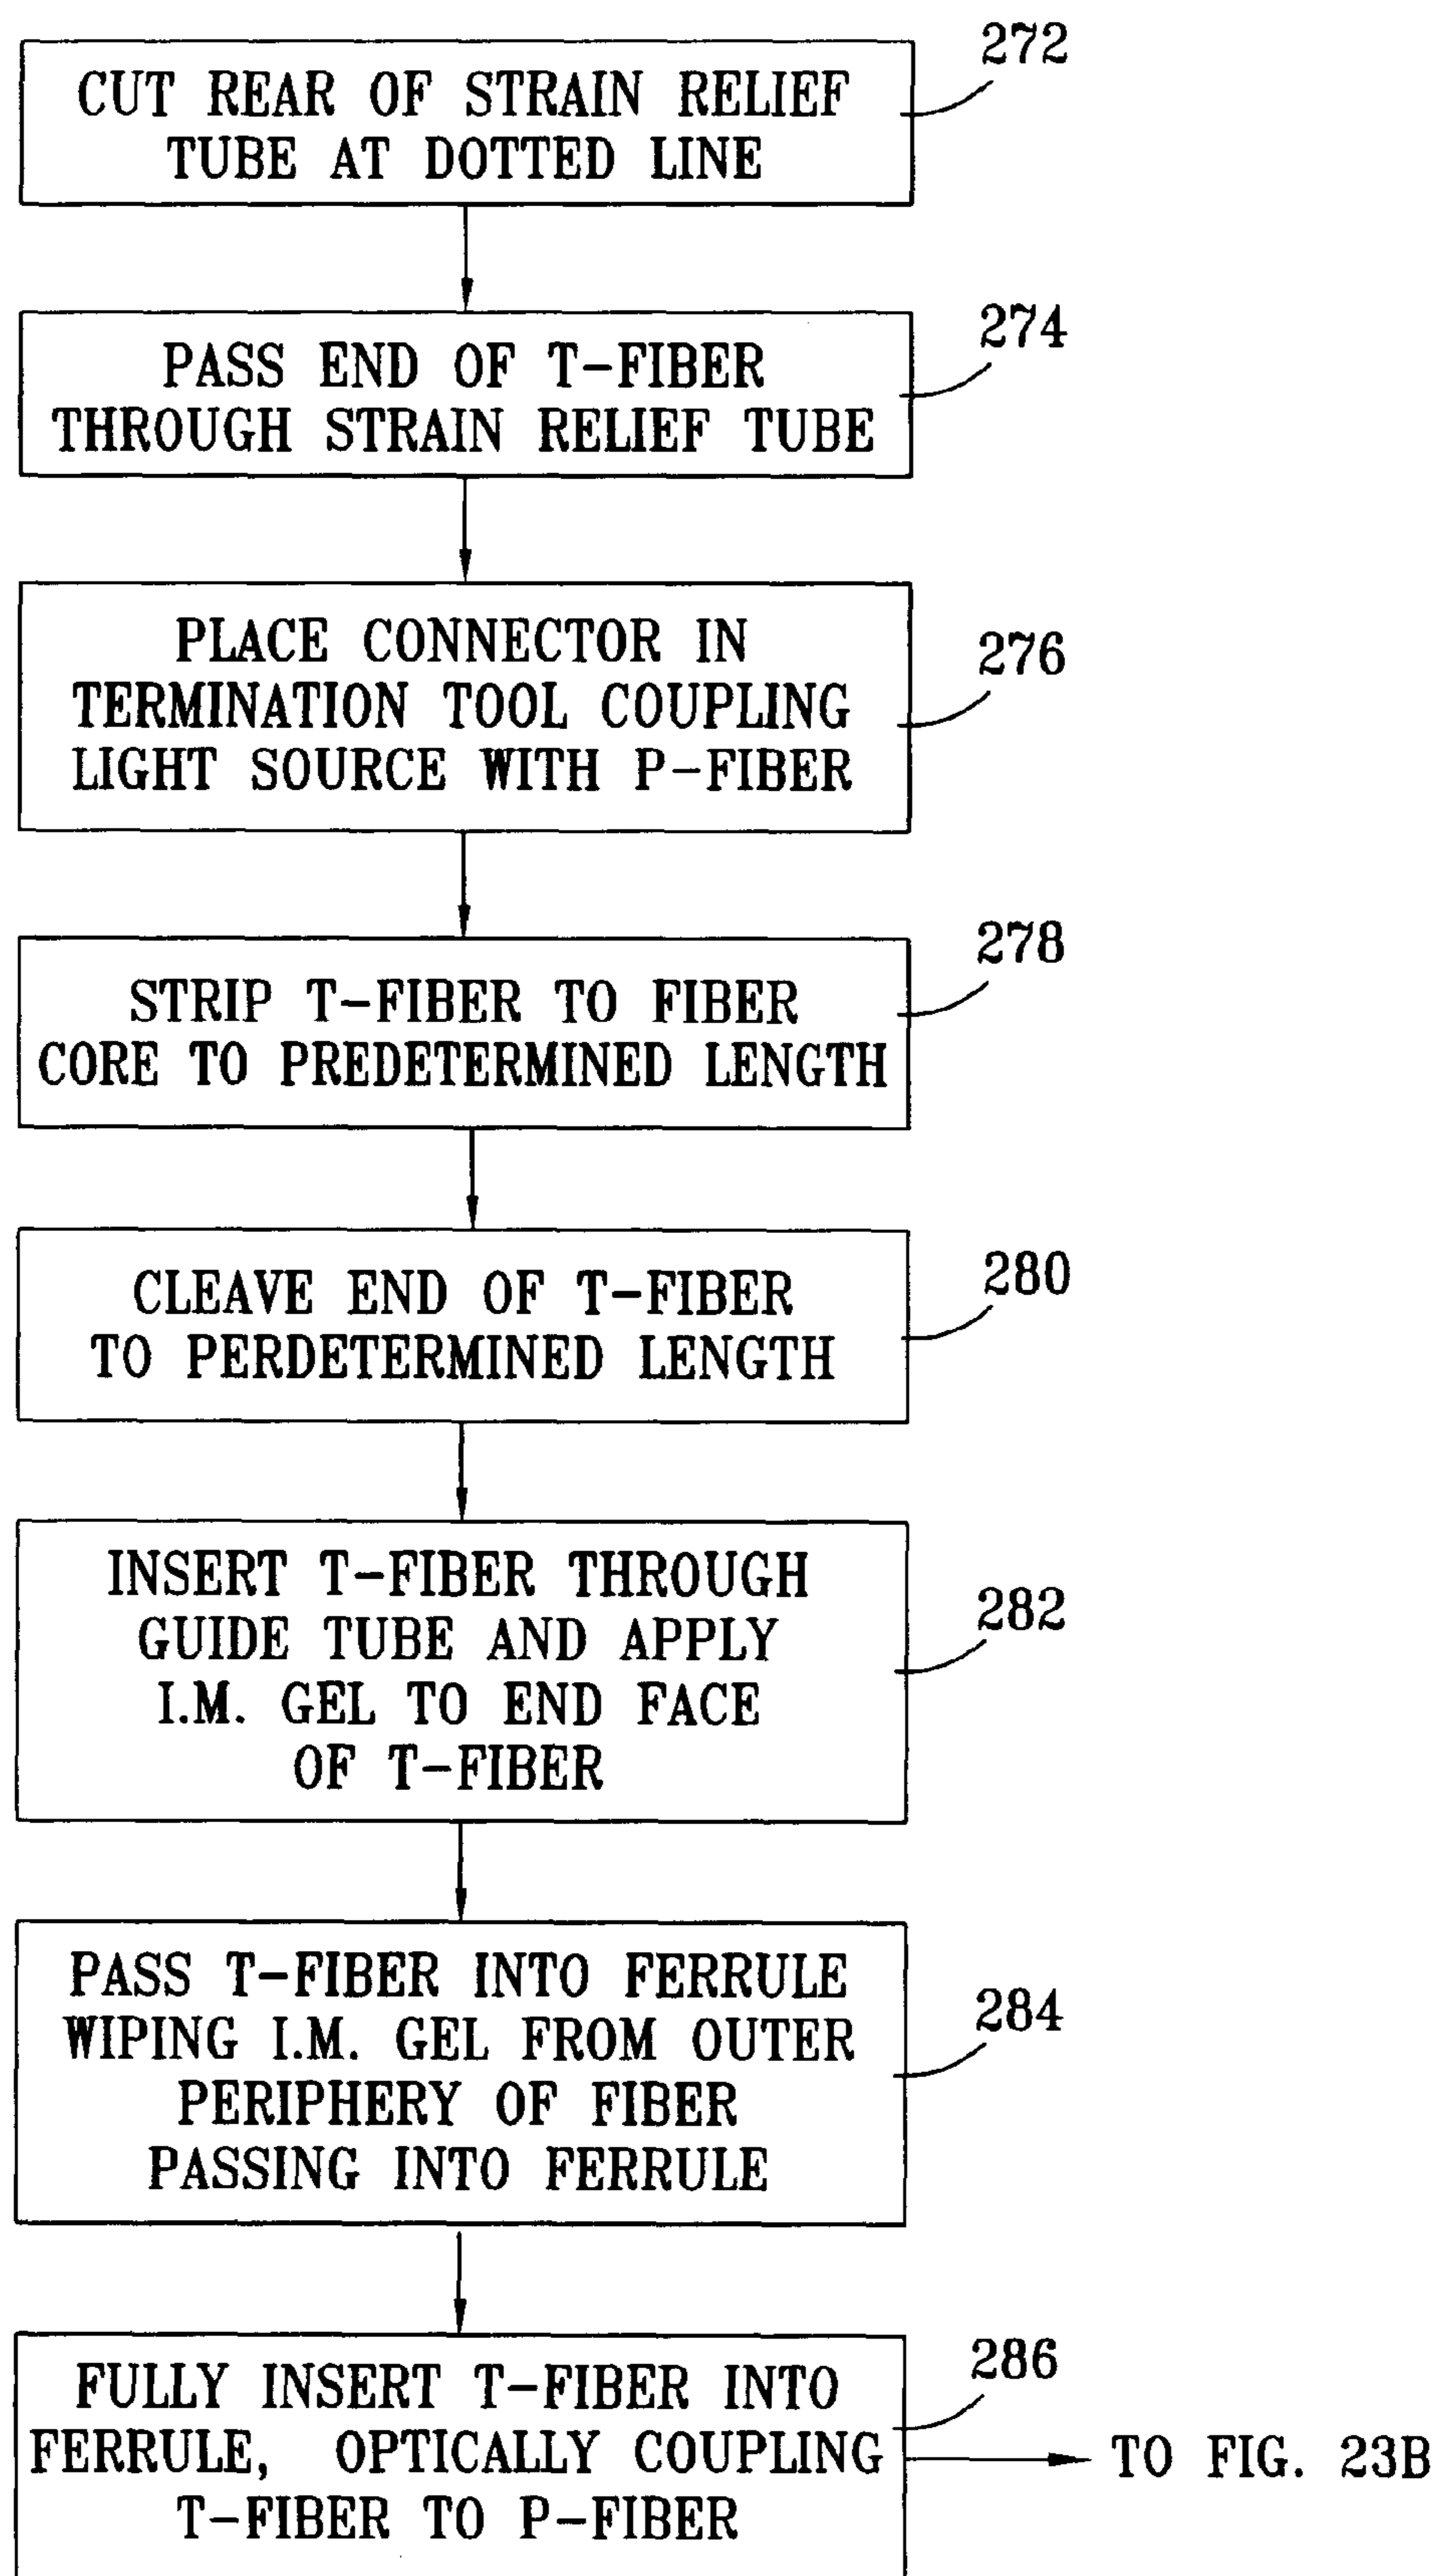 272
CUT REAR OF STRAIN RELIEF
TUBE AT DOTTED LINE
274
PASS END OF T-FIBER
THROUGH STRAIN RELIEF TUBE
276
PLACE CONNECTOR IN
TERMINATION TOOL COUPLING
LIGHT SOURCE WITH P-FIBER
278
STRIP T-FIBER TO FIBER
CORE TO PREDETERMINED LENGTH
280
CLEAVE END OF T-FIBER
TO PERDETERMINED LENGTH
282
INSERT T-FIBER THROUGH
GUIDE TUBE AND APPLY
I.M. GEL TO END FACE
OF T-FIBER
284
PASS T-FIBER INTO FERRULE
WIPING I.M. GEL FROM OUTER
PERIPHERY OF FIBER
PASSING INTO FERRULE
286
FULLY INSERT T-FIBER INTO
FERRULE, OPTICALLY COUPLING
T-FIBER TO P-FIBER
TO FIG. 23B